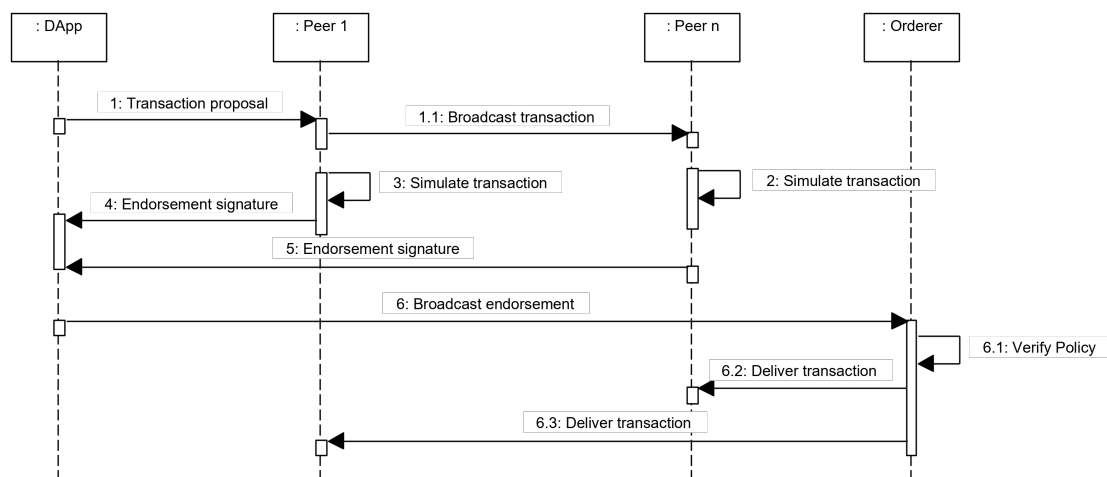 : DApp
: Peer 1
: Peer n
: Orderer
1: Transaction proposal
1.1: Broadcast transaction
3: Simulate transaction
2: Simulate transaction
4: Endorsement signature
5: Endorsement signature
6: Broadcast endorsement
6.1: Verify Policy
6.2: Deliver transaction
6.3: Deliver transaction